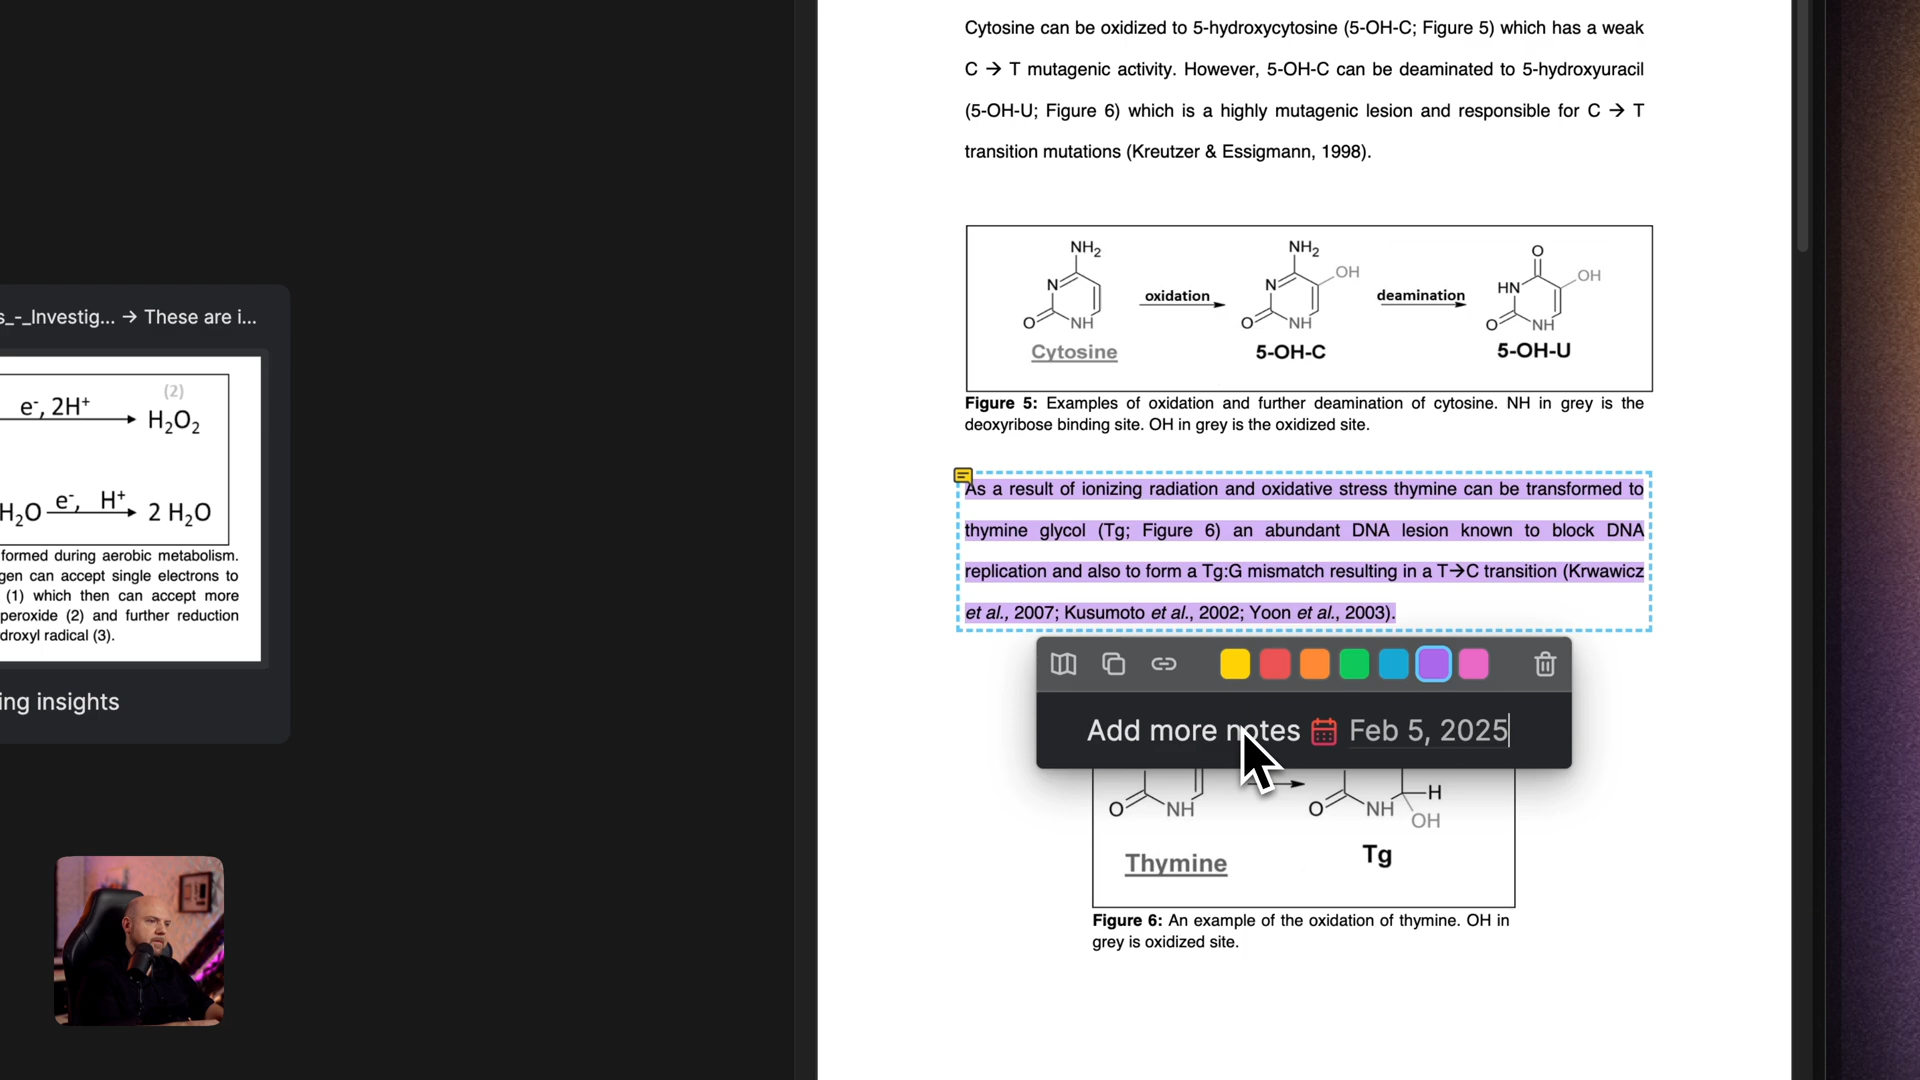 s_-_Investig... → These are i...
(2)
e-, 2H+
H2O2
H2O e-, H+ 2 H2O
formed during aerobic metabolism.
gen can accept single electrons to
(1) which then can accept more
peroxide (2) and further reduction
droxyl radical (3).
ing insights
Cytosine can be oxidized to 5-hydroxycytosine (5-OH-C; Figure 5) which has a weak
C → T mutagenic activity. However, 5-OH-C can be deaminated to 5-hydroxyuracil
(5-OH-U; Figure 6) which is a highly mutagenic lesion and responsible for C → T
transition mutations (Kreutzer & Essigmann, 1998).
NH2
N
O
NH
Cytosine
oxidation
NH2
OH
N
O
NH
5-OH-C
deamination
O
OH
HN
O
NH
5-OH-U
Figure 5: Examples of oxidation and further deamination of cytosine. NH in grey is the
deoxyribose binding site. OH in grey is the oxidized site.
As a result of ionizing radiation and oxidative stress thymine can be transformed to
thymine glycol (Tg; Figure 6) an abundant DNA lesion known to block DNA
replication and also to form a Tg:G mismatch resulting in a T→C transition (Krwawicz
et al., 2007; Kusumoto et al., 2002; Yoon et al., 2003).
Add more notes Feb 5, 2025
O
NH
Thymine
O
NH
H
OH
Tg
Figure 6: An example of the oxidation of thymine. OH in
grey is oxidized site.